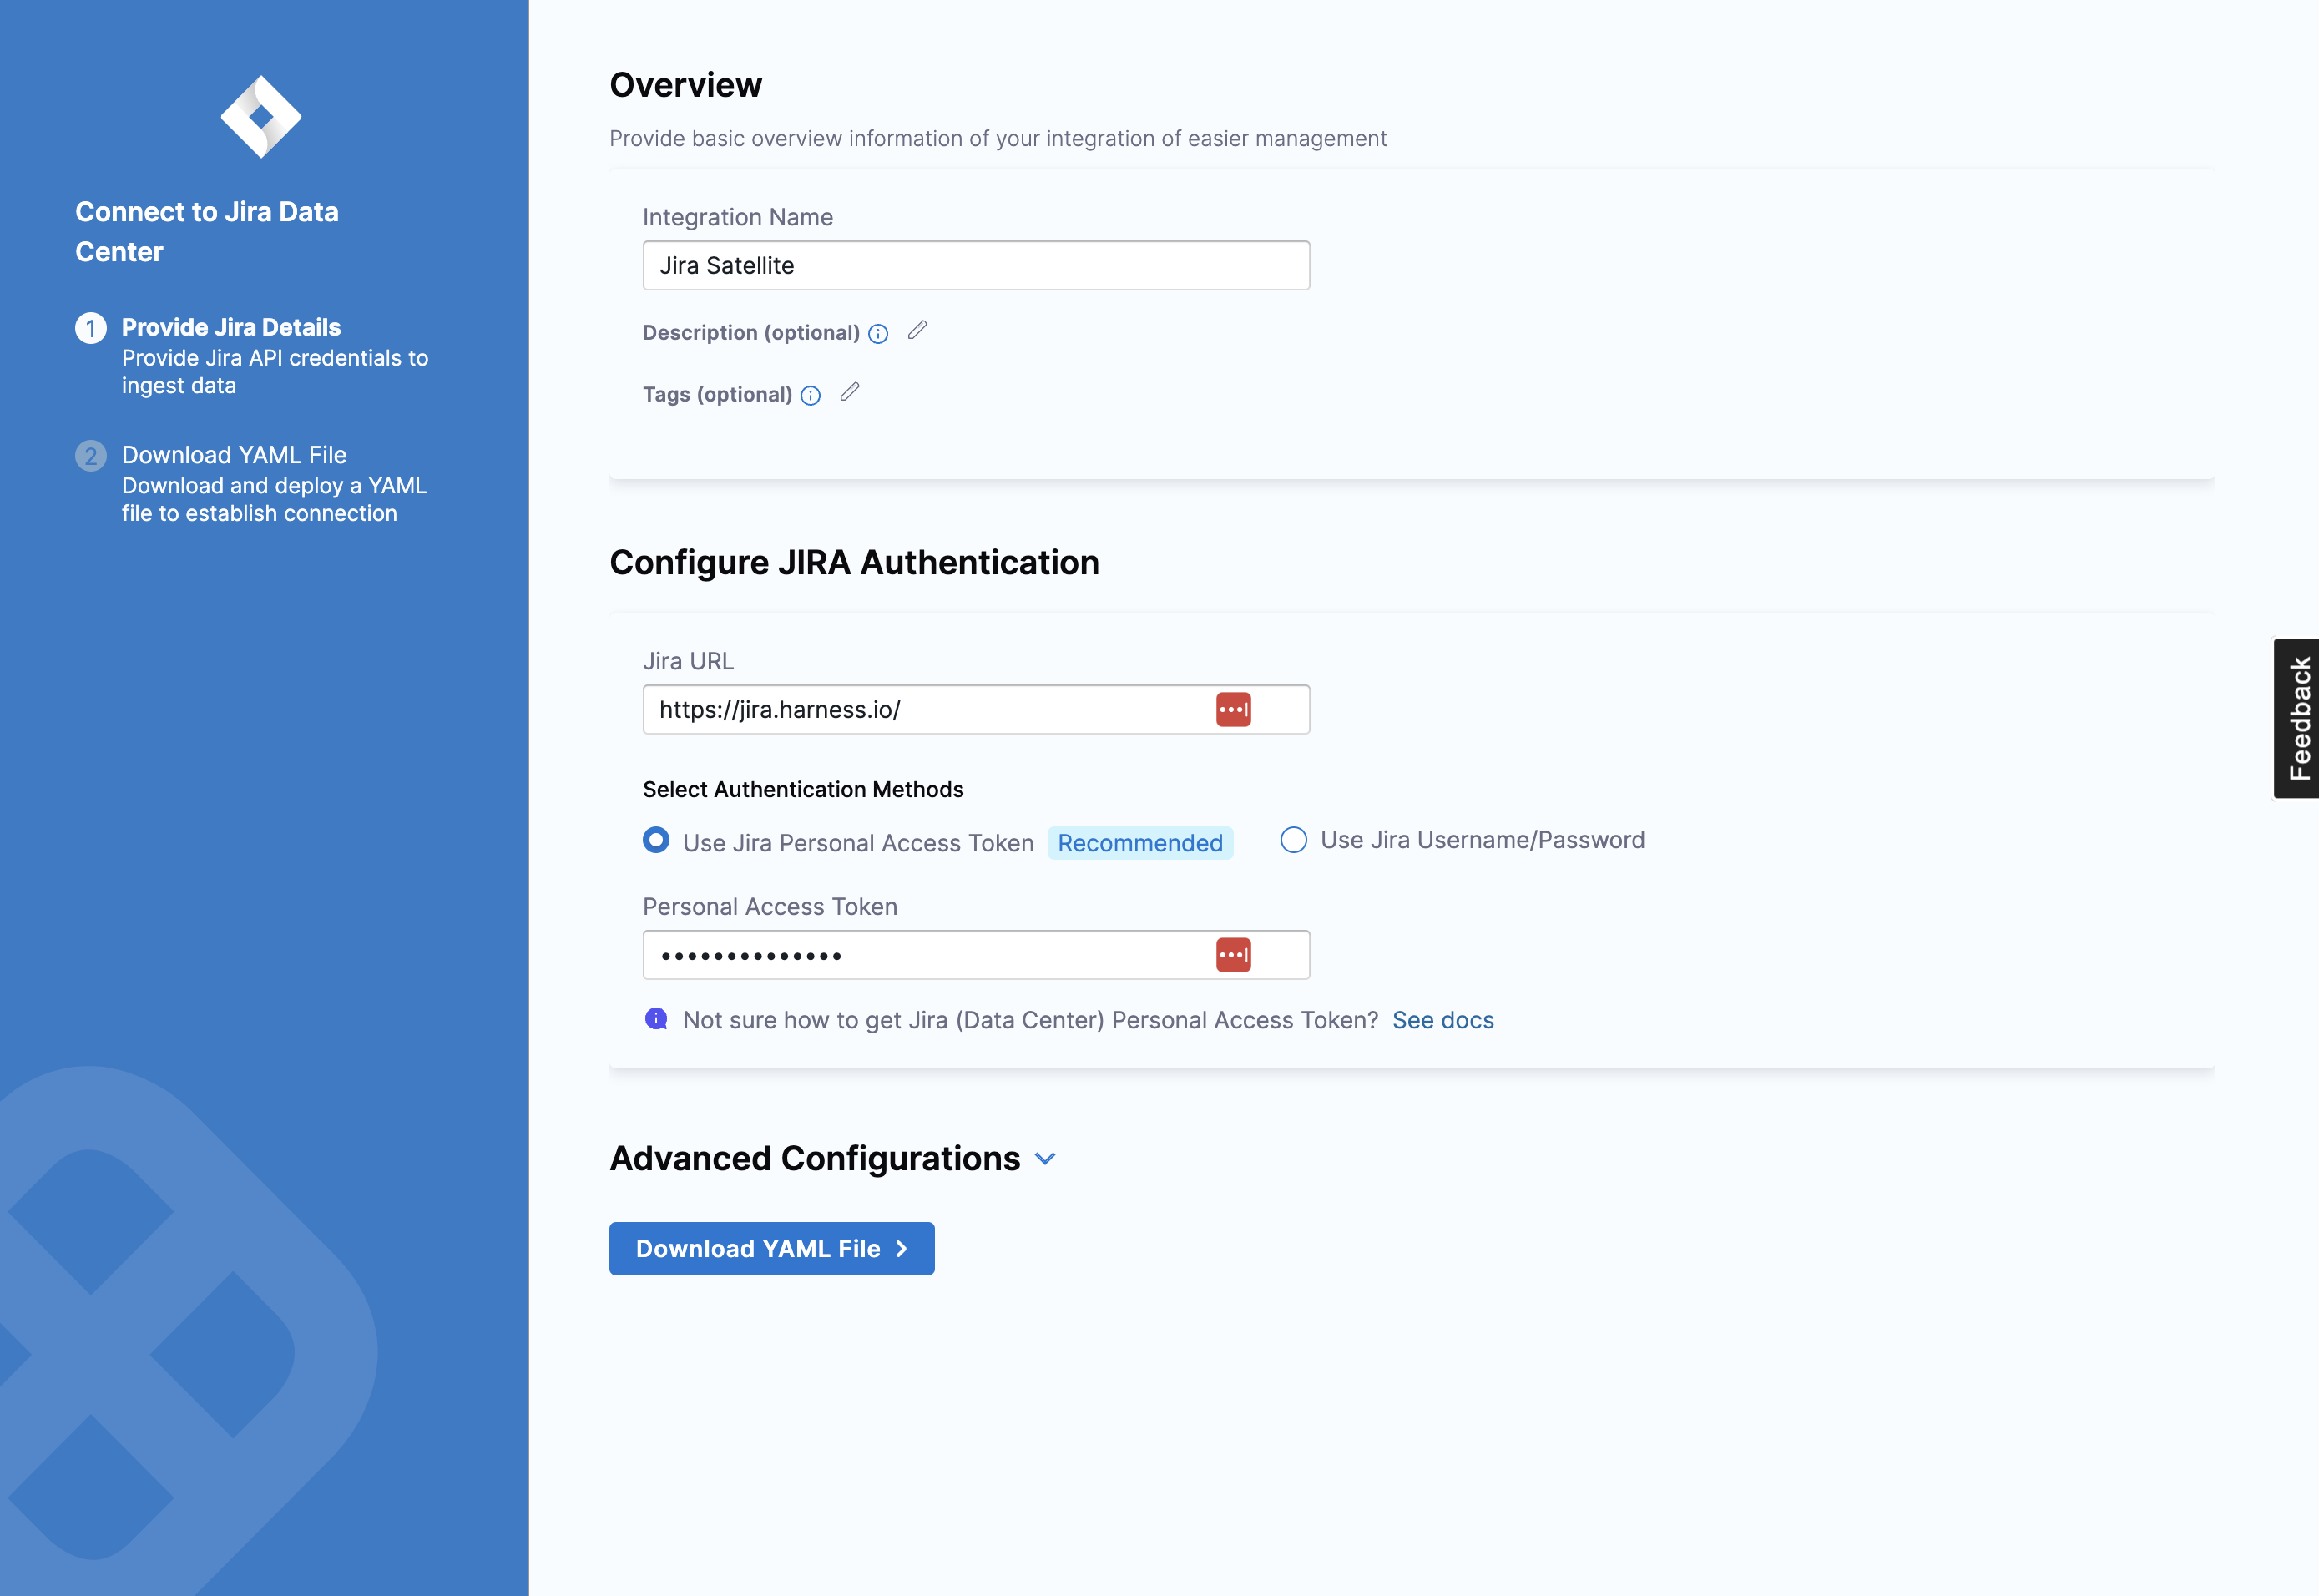 Connect to Jira Data
Center
1 Provide Jira Details
Provide Jira API credentials to
ingest data
2 Download YAML File
Download and deploy a YAML
file to establish connection
Overview
Provide basic overview information of your integration of easier management
Integration Name
Jira Satellite
Description (optional)
Tags (optional)
Configure JIRA Authentication
Jira URL
https://jira.harness.io/
Select Authentication Methods
Use Jira Personal Access Token Recommended Use Jira Username/Password
Personal Access Token
••••••••••••••
Not sure how to get Jira (Data Center) Personal Access Token? See docs
Advanced Configurations
Download YAML File
Feedback